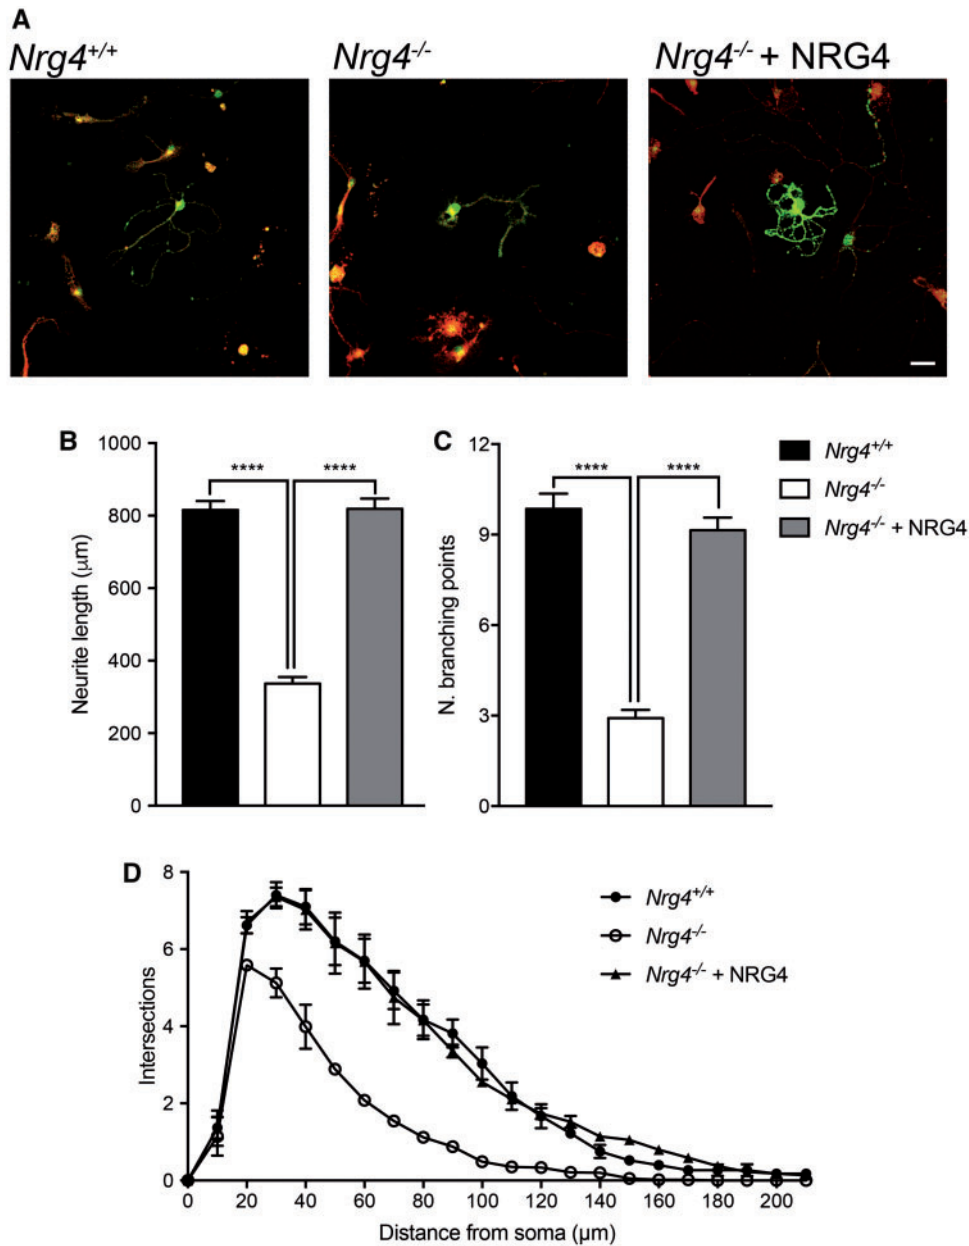 A
Nrg4+/+
Nrg4-/-
Nrg4-/- + NRG4
B
1000
800
600
400
200
0
Neurite length (μm)
****
****
C
12
9
6
3
0
N. branching points
****
****
Nrg4+/+
Nrg4-/-
Nrg4-/- + NRG4
D
8
6
4
2
0
Intersections
Nrg4+/+
Nrg4-/-
Nrg4-/- + NRG4
0 20 40 60 80 100 120 140 160 180 200
Distance from soma (μm)